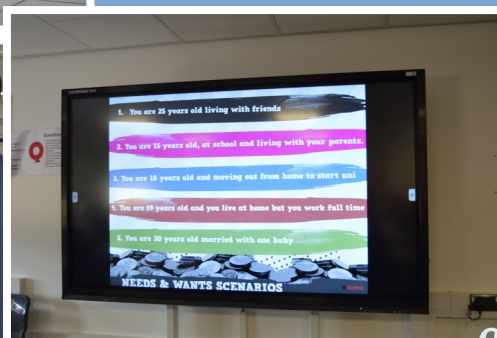 1. You are 25 years old living with friends
2. You are 15 years old, at school and living with your parents.
3. You are 18 years old and moving out from home to start uni
4. You are 19 years old and you live at home but you work full time
5. You are 30 years old married with one baby
NEEDS & WANTS SCENARIOS